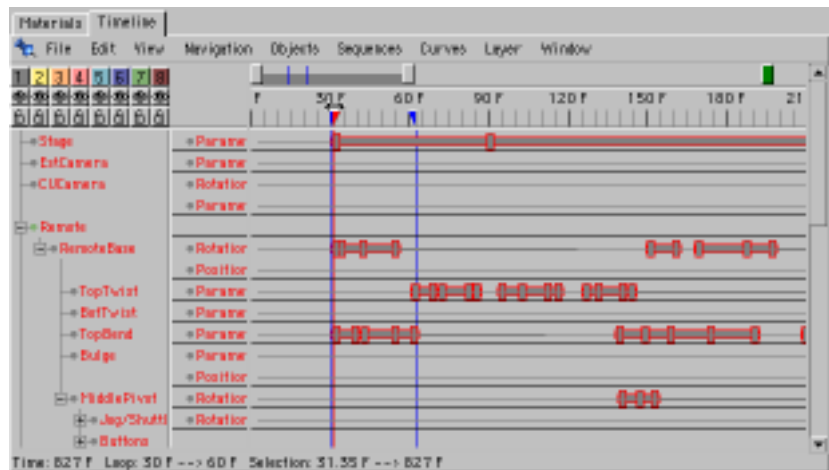 Materials Timeline
File Edit View Navigation Objects Sequences Curves Layer Window
1 2 3 4 5 6 7 8
F 30 F 60 F 90 F 120 F 150 F 180 F 21
Stage Parame
ExtCamera Parame
CUCamera Rotation
Parame
Remote
RemoteBase Rotation
Position
TopTwist Parame
BotTwist Parame
TopBend Parame
Bulge Parame
Position
MiddlePivot Rotation
Jog/Shuttl Rotation
Buttons
Time: 827 F Loop: 30 F --> 60 F Selection: 31.35 F --> 827 F